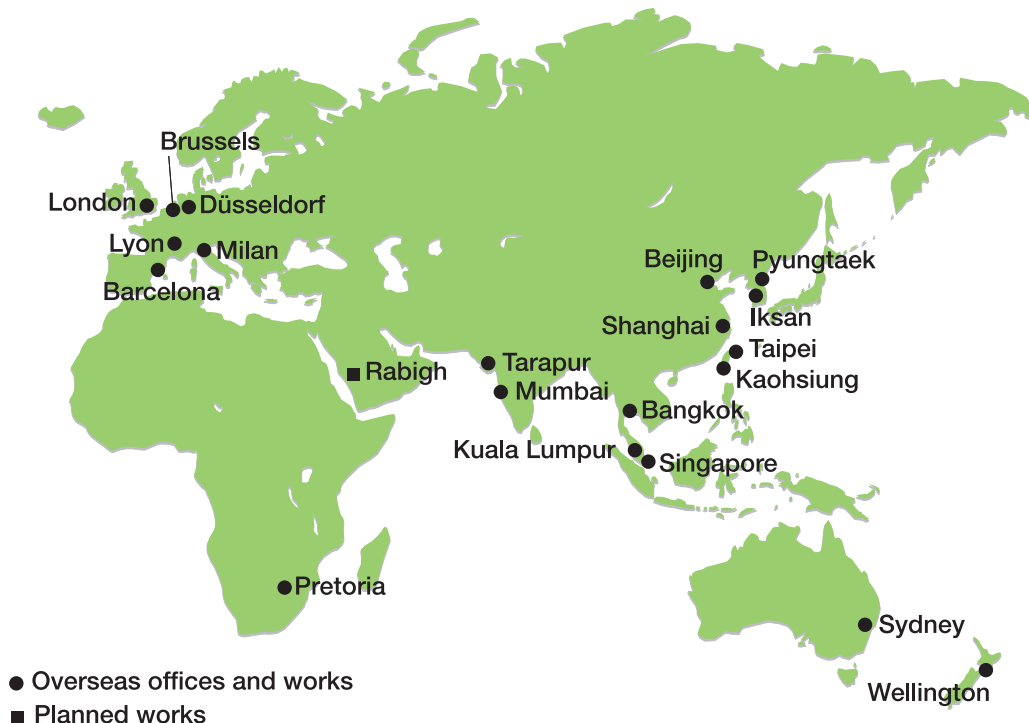 Brussels
London
Düsseldorf
Lyon
Milan
Barcelona
Beijing
Pyungtaek
Iksan
Shanghai
Taipei
Kaohsiung
Rabigh
Tarapur
Mumbai
Bangkok
Kuala Lumpur
Singapore
Pretoria
Sydney
Wellington
Overseas offices and works
Planned works